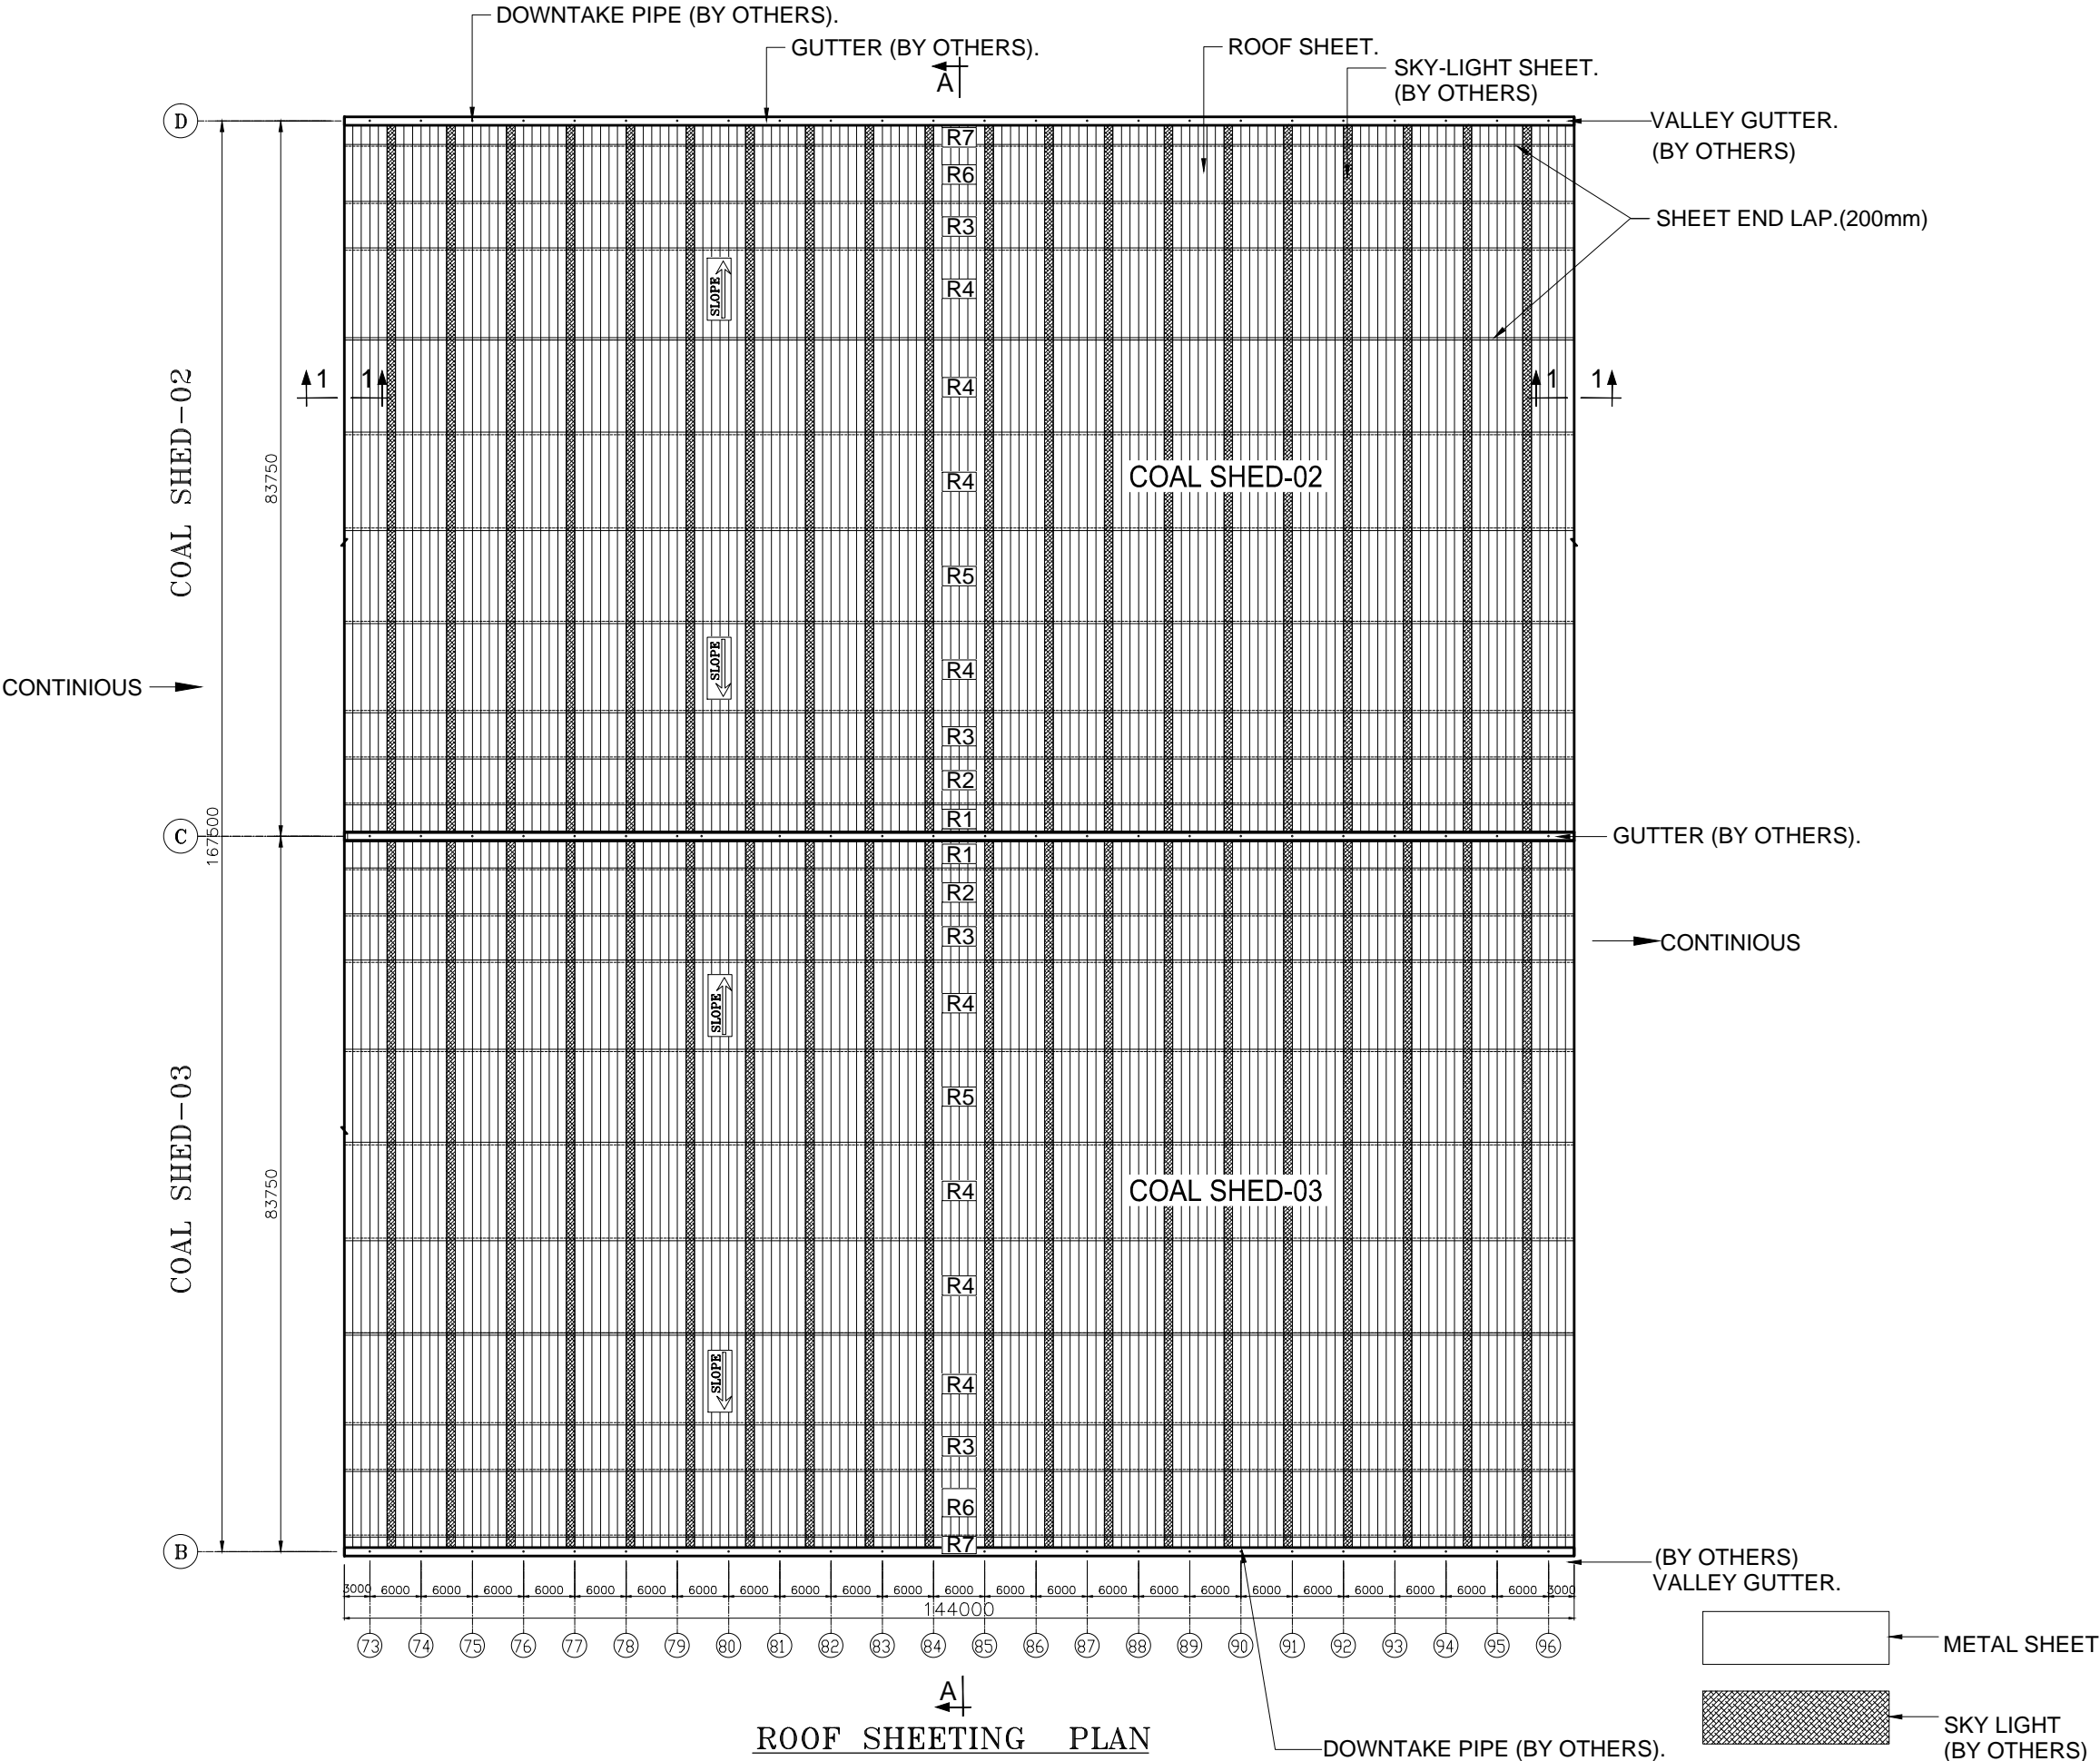 DOWNTAKE PIPE (BY OTHERS).
GUTTER (BY OTHERS).
ROOF SHEET.
SKY-LIGHT SHEET.
(BY OTHERS)
A
D
VALLEY GUTTER.
(BY OTHERS)
R7
R6
SHEET END LAP.(200mm)
R3
SLOPE
R4
1 1
R4
1 1
COAL SHED-02
83750
R4
COAL SHED-02
R5
SLOPE
R4
CONTINIOUS
R3
R2
R1
C
167500
GUTTER (BY OTHERS).
R1
R2
R3
CONTINIOUS
SLOPE
R4
R5
COAL SHED-03
83750
R4
COAL SHED-03
R4
SLOPE
R4
R3
R6
R7
B
(BY OTHERS)
VALLEY GUTTER.
3000 6000 6000 6000 6000 6000 6000 6000 6000 6000 6000 6000 6000 6000 6000 6000 6000 6000 6000 6000 6000 6000 6000 6000 3000
144000
73 74 75 76 77 78 79 80 81 82 83 84 85 86 87 88 89 90 91 92 93 94 95 96
METAL SHEET
A
SKY LIGHT
(BY OTHERS)
ROOF SHEETING PLAN
DOWNTAKE PIPE (BY OTHERS).